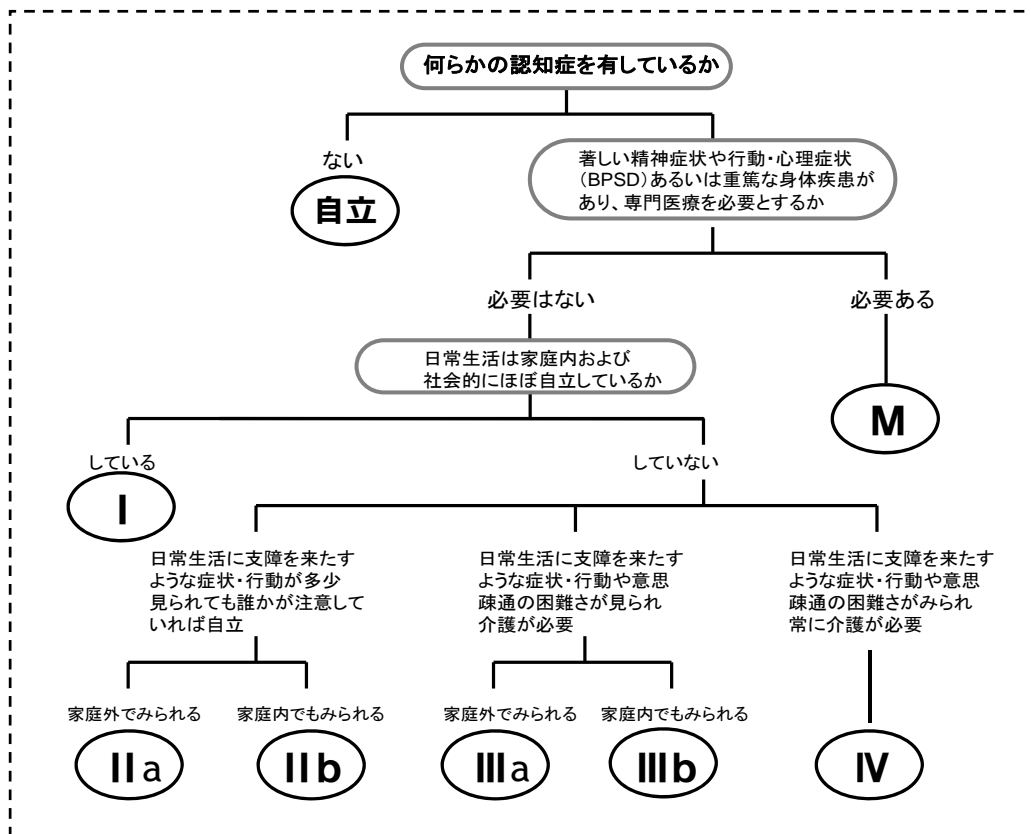 何らかの認知症を有しているか
ない
自立
著しい精神症状や行動・心理症状
(BPSD)あるいは重篤な身体疾患が
あり、専門医療を必要とするか
必要はない
必要ある
日常生活は家庭内および
社会的にほぼ自立しているか
M
している
I
していない
日常生活に支障を来たす
ような症状・行動が多少
見られても誰かが注意して
いれば自立
日常生活に支障を来たす
ような症状・行動や意思
疎通の困難さが見られ
介護が必要
日常生活に支障を来たす
ような症状・行動や意思
疎通の困難さがみられ
常に介護が必要
家庭外でみられる
家庭内でもみられる
家庭外でみられる
家庭内でもみられる
IIa
IIb
IIIa
IIIb
IV